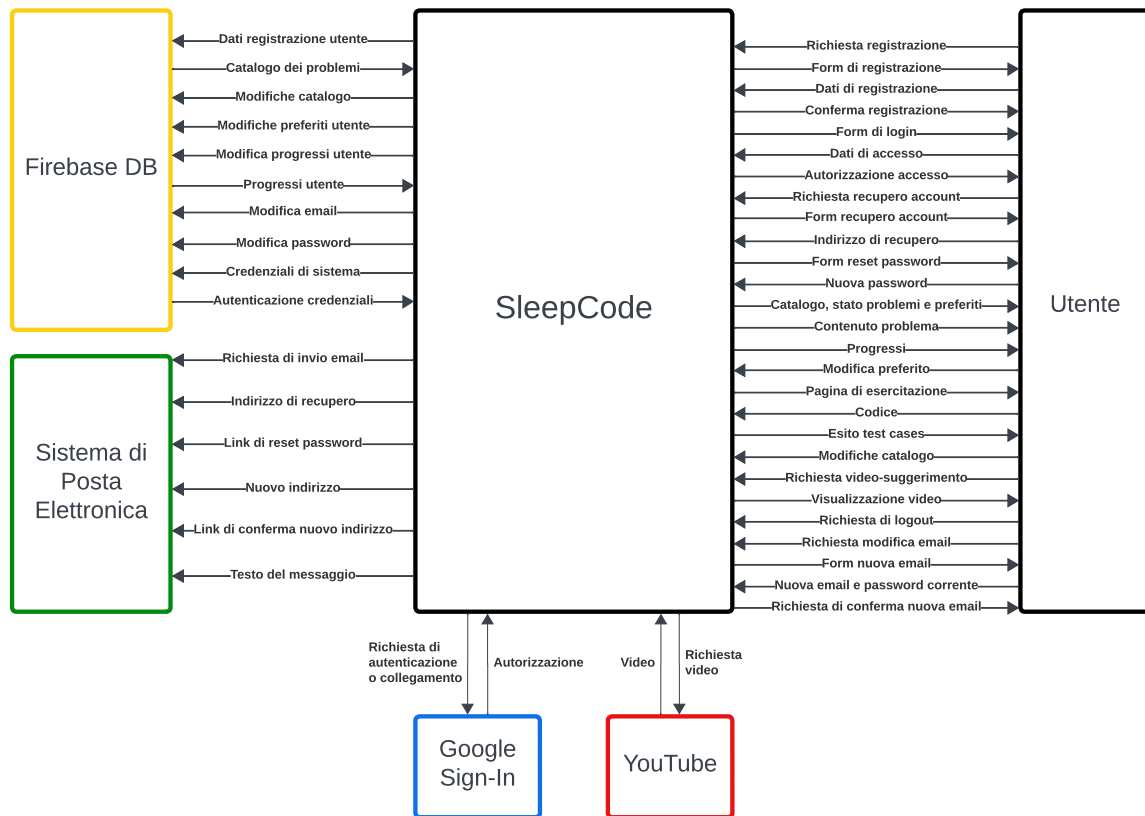 Firebase DB
Dati registrazione utente
Catalogo dei problemi
Modifiche catalogo
Modifiche preferiti utente
Modifica progressi utente
Progressi utente
Modifica email
Modifica password
Credenziali di sistema
Autenticazione credenziali
Sistema di
Posta
Elettronica
Richiesta di invio email
Indirizzo di recupero
Link di reset password
Nuovo indirizzo
Link di conferma nuovo indirizzo
Testo del messaggio
SleepCode
Richiesta registrazione
Form di registrazione
Dati di registrazione
Conferma registrazione
Form di login
Dati di accesso
Autorizzazione accesso
Richiesta recupero account
Form recupero account
Indirizzo di recupero
Form reset password
Nuova password
Catalogo, stato problemi e preferiti
Contenuto problema
Progressi
Modifica preferito
Pagina di esercitazione
Codice
Esito test cases
Modifiche catalogo
Richiesta video-suggerimento
Visualizzazione video
Richiesta di logout
Richiesta modifica email
Form nuova email
Nuova email e password corrente
Richiesta di conferma nuova email
Utente
Richiesta di
autenticazione
o collegamento
Autorizzazione
Video
Richiesta
video
Google
Sign-In
YouTube